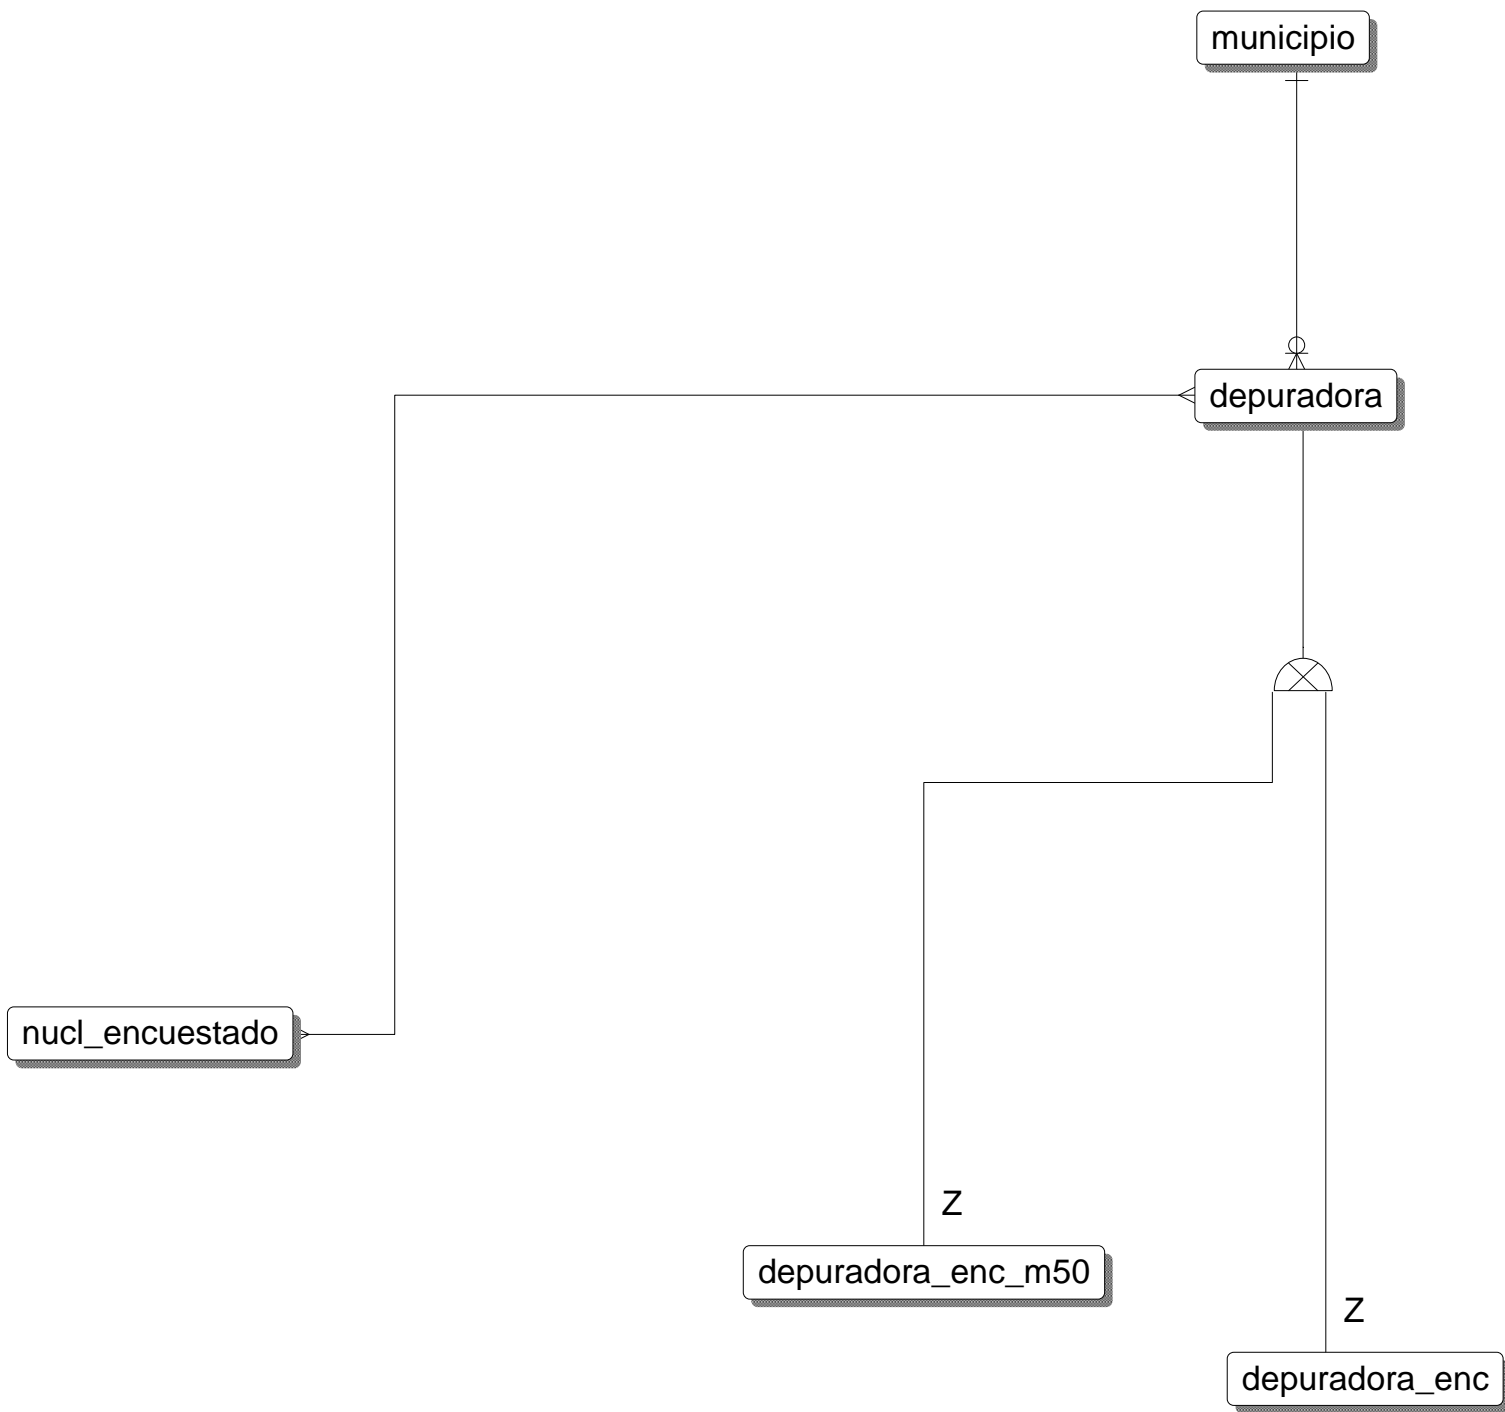 municipio
depuradora
nucl_encuestado
Z
depuradora_enc_m50
Z
depuradora_enc